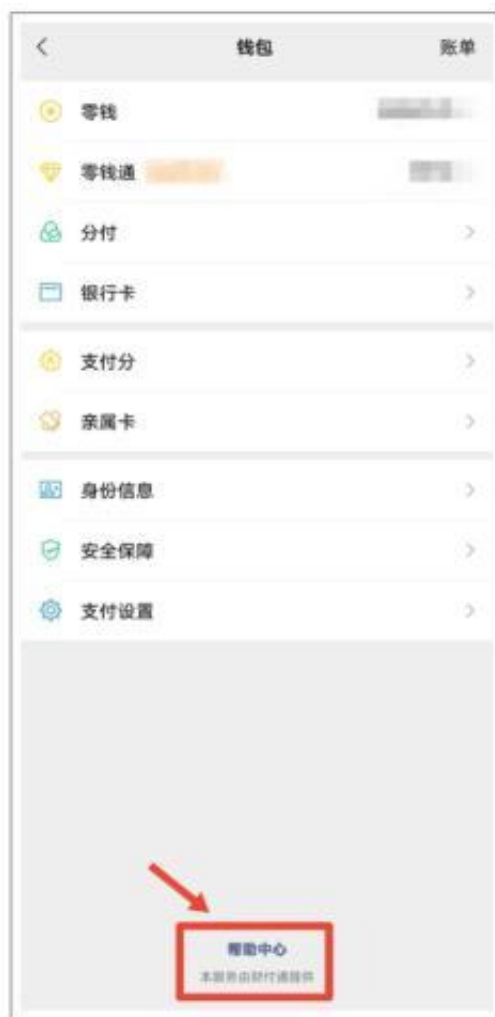 钱包 账单
零钱
零钱通
分付
银行卡
支付分
亲属卡
身份信息
安全保障
支付设置
帮助中心
本服务由财付通提供